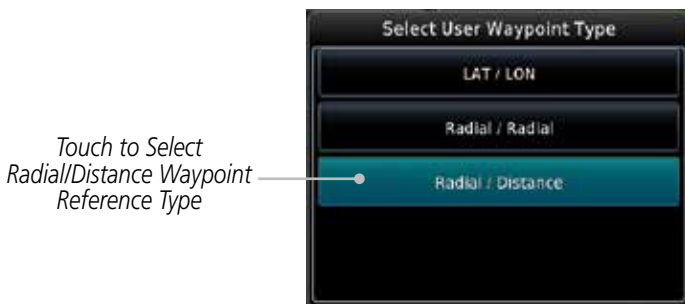 Select User Waypoint Type
LAT / LON
Radial / Radial
Touch to Select
Radial/Distance Waypoint
Reference Type
Radial / Distance